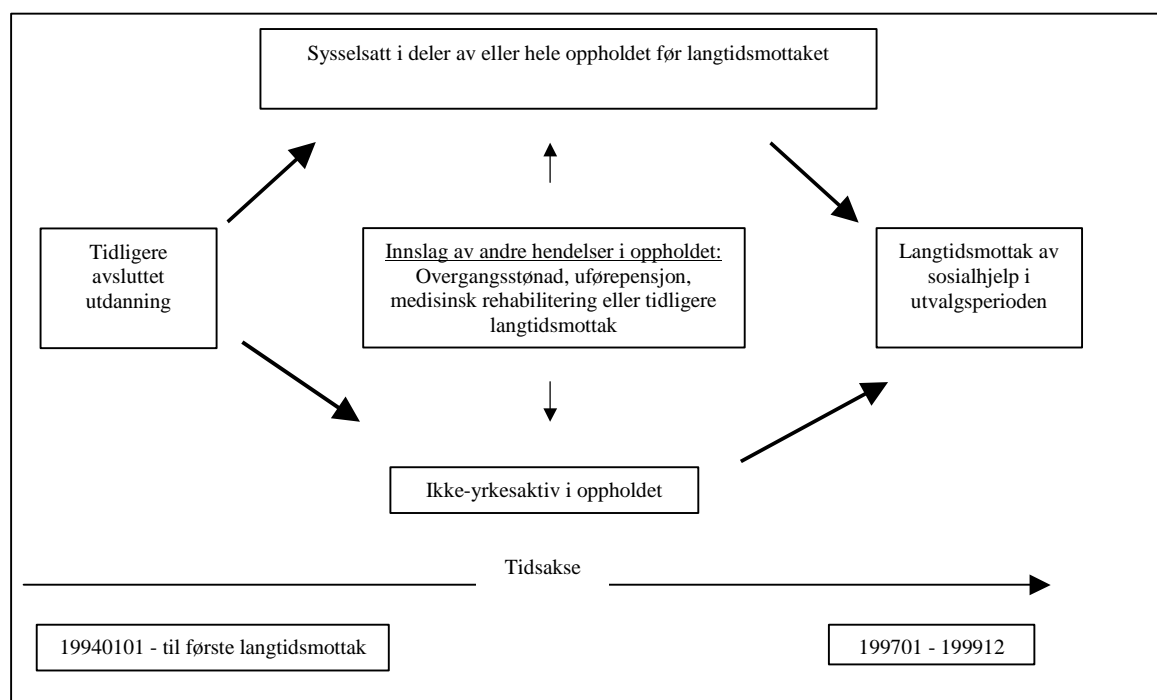 Sysselsatt i deler av eller hele oppholdet før langtidsmottaket
Tidligere
avsluttet
utdanning
Innslag av andre hendelser i oppholdet:
Overgangsstønad, uførepensjon,
medisinsk rehabilitering eller tidligere
langtidsmottak
Langtidsmottak av
sosialhjelp i
utvalgsperioden
Ikke-yrkesaktiv i oppholdet
Tidsakse
19940101 - til første langtidsmottak
199701 - 199912